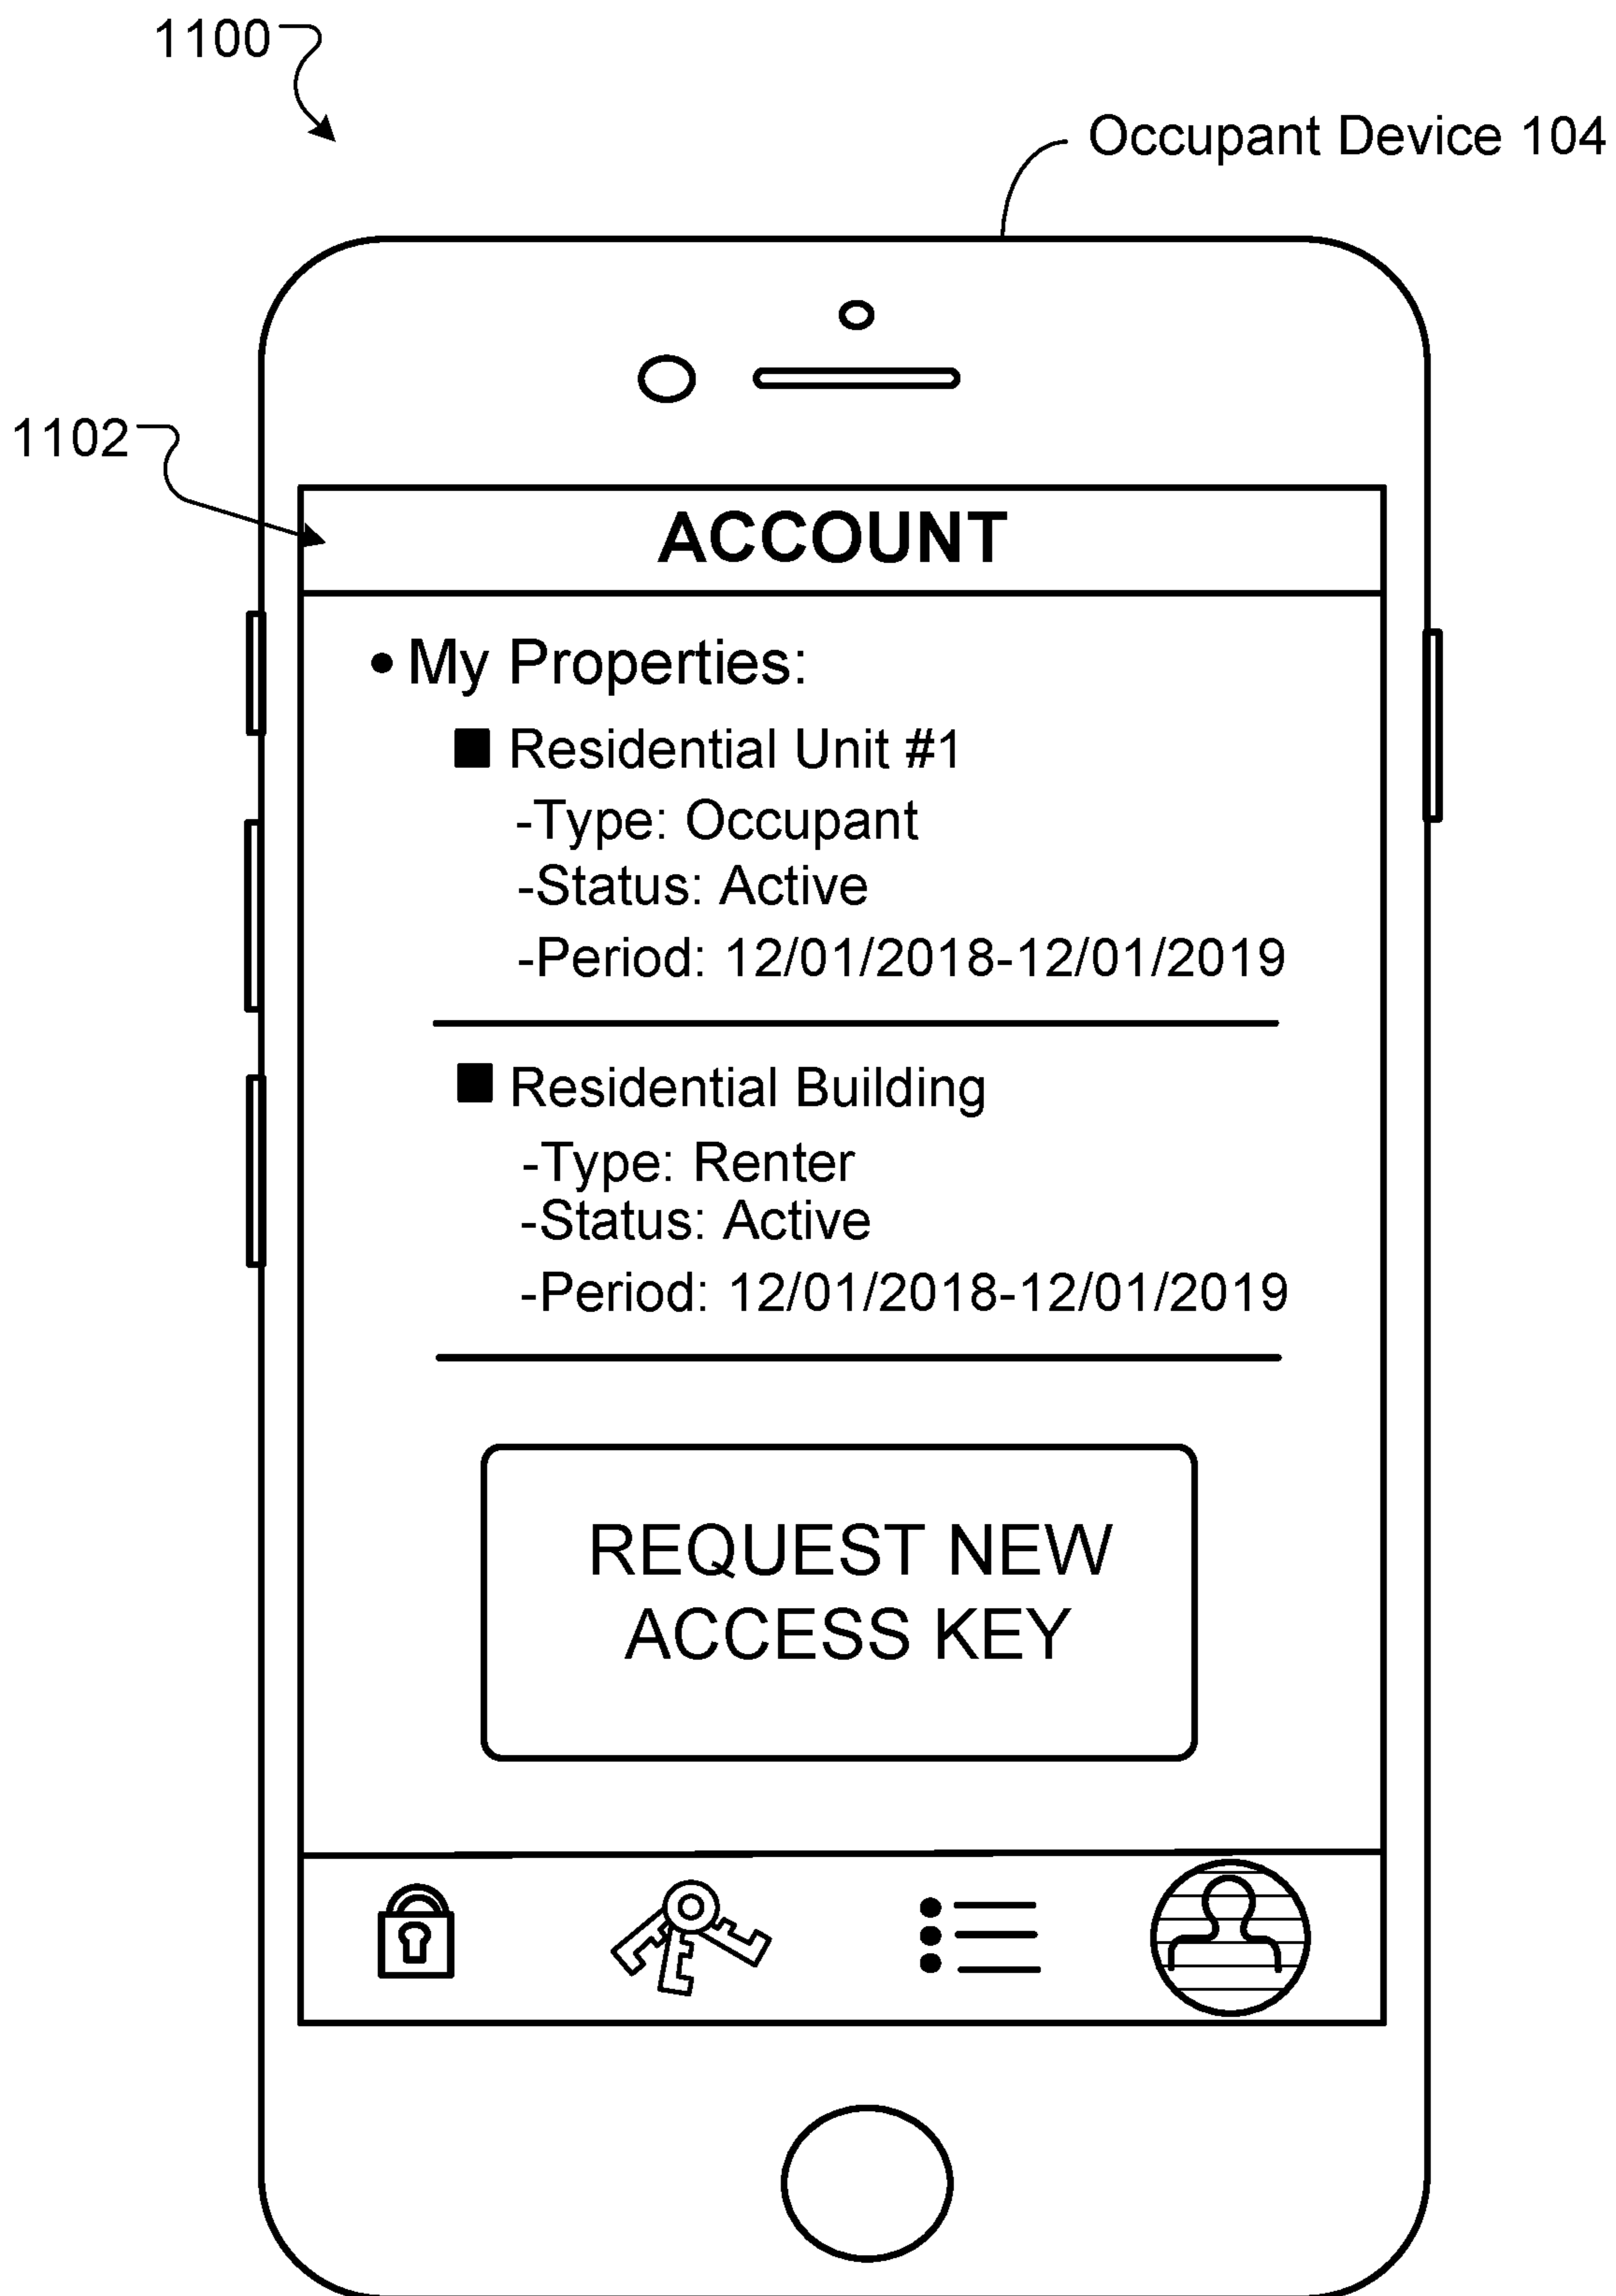 1100
Occupant Device 104
1102
ACCOUNT
• My Properties:
■ Residential Unit #1
-Type: Occupant
-Status: Active
-Period: 12/01/2018-12/01/2019
■ Residential Building
-Type: Renter
-Status: Active
-Period: 12/01/2018-12/01/2019
REQUEST NEW
ACCESS KEY